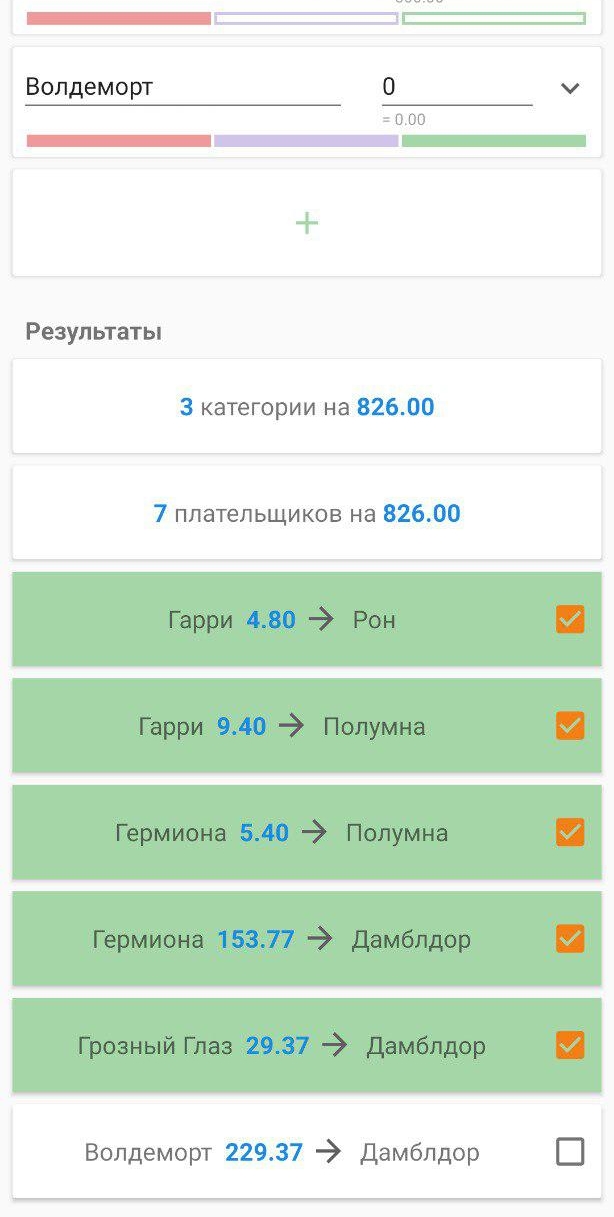 Волдеморт 0
= 0.00
+
Результаты
3 категории на 826.00
7 плательщиков на 826.00
Гарри 4.80 → Рон
Гарри 9.40 → Полумна
Гермиона 5.40 → Полумна
Гермиона 153.77 → Дамблдор
Грозный Глаз 29.37 → Дамблдор
Волдеморт 229.37 → Дамблдор